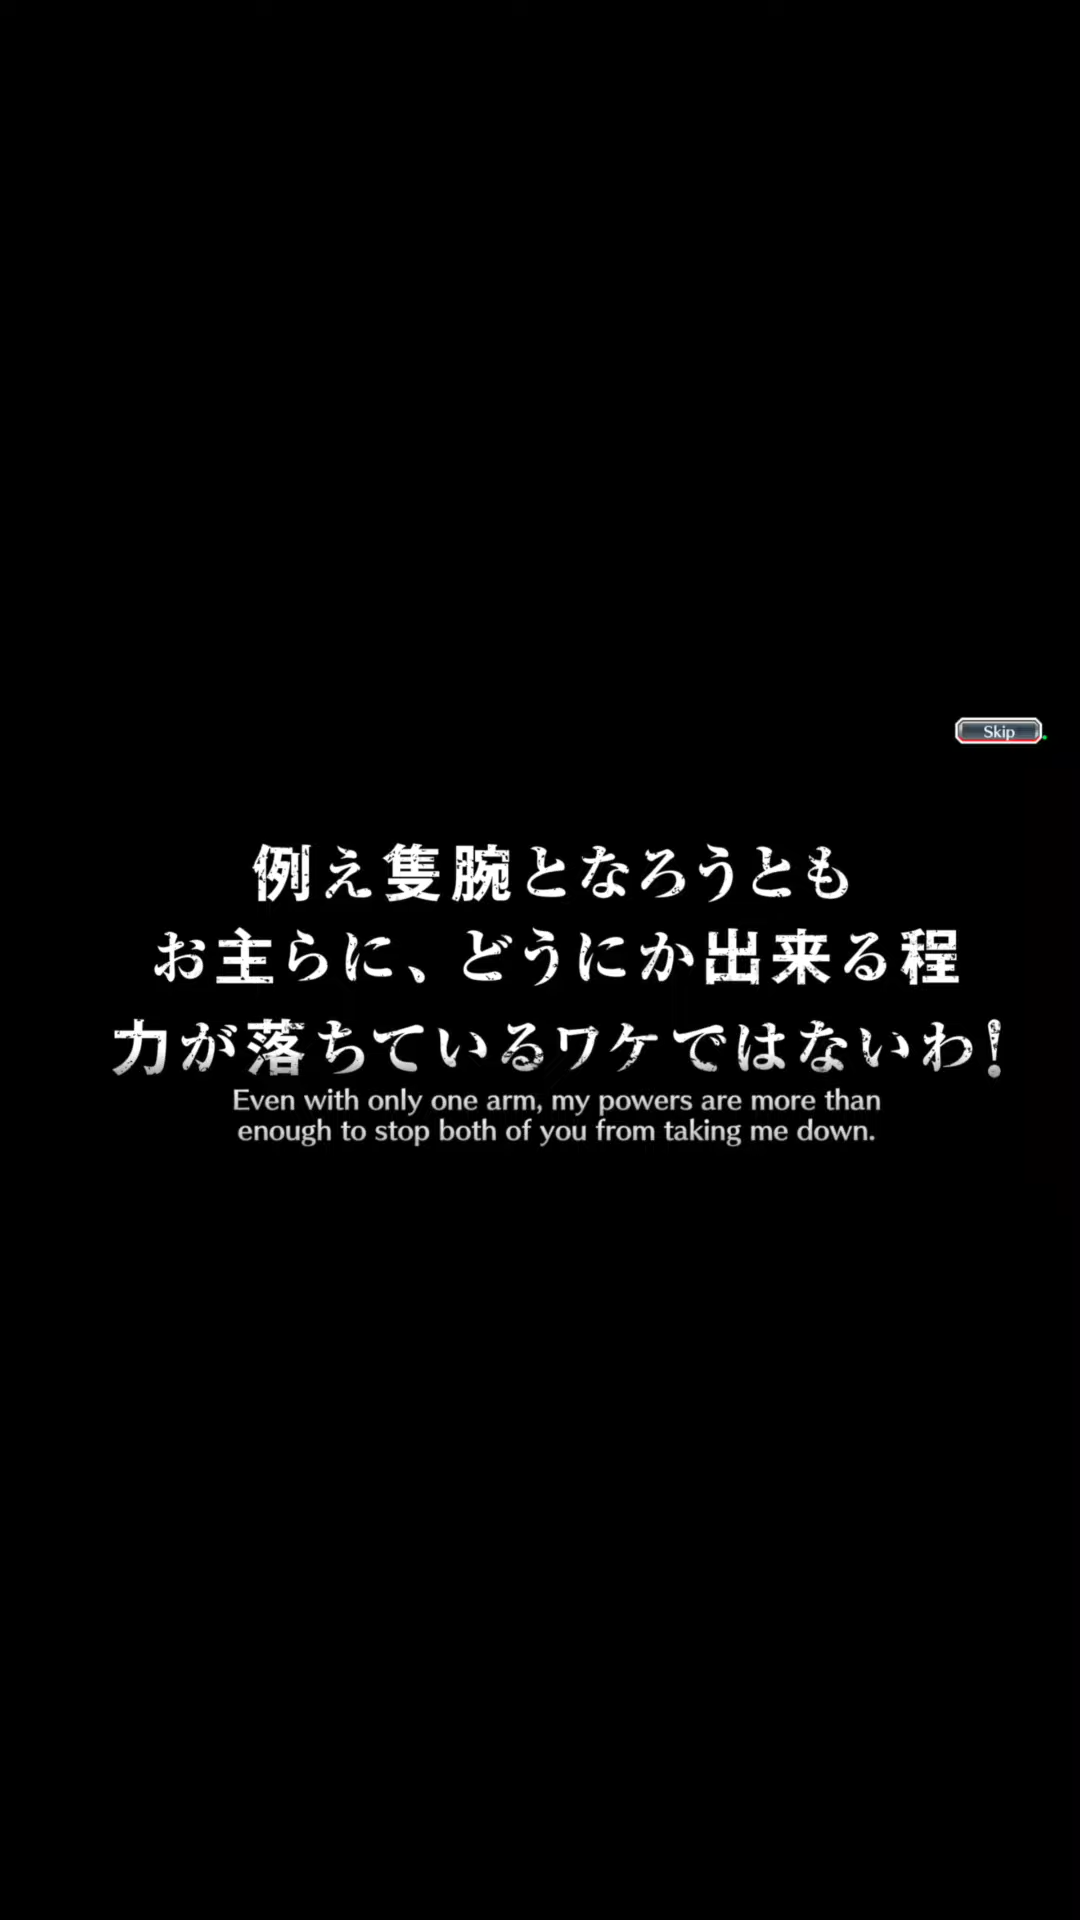 Skip
例え隻腕となろうとも
お主らに、どうにか出来る程
力が落ちているワケではないわ！
Even with only one arm, my powers are more than
enough to stop both of you from taking me down.